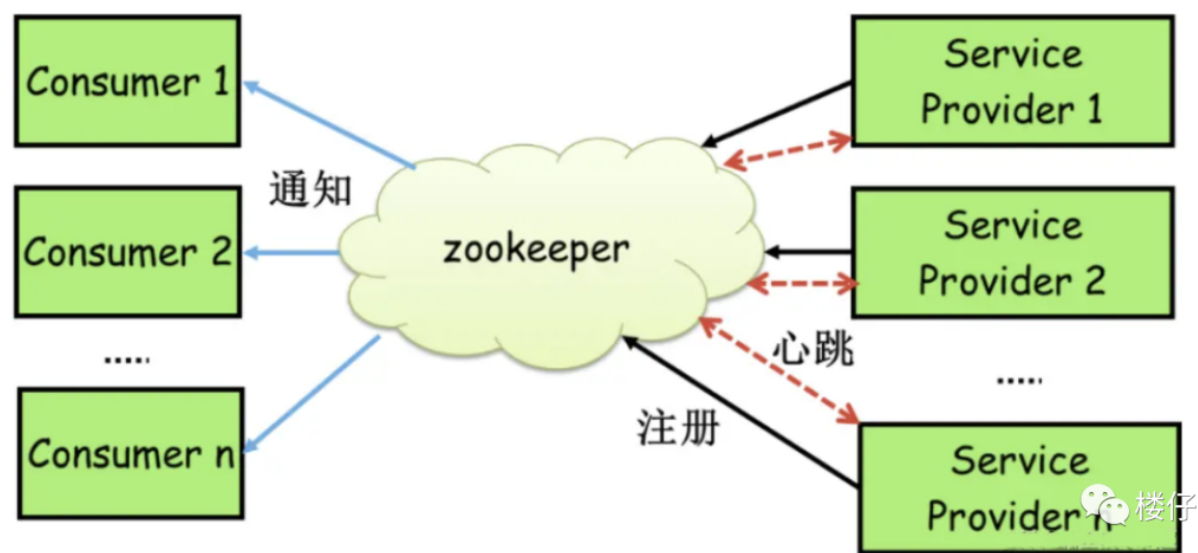 Consumer 1
通知
Consumer 2
.....
Consumer n
zookeeper
Service
Provider 1
Service
Provider 2
心跳
.....
注册
Service
Provider n
楼仔